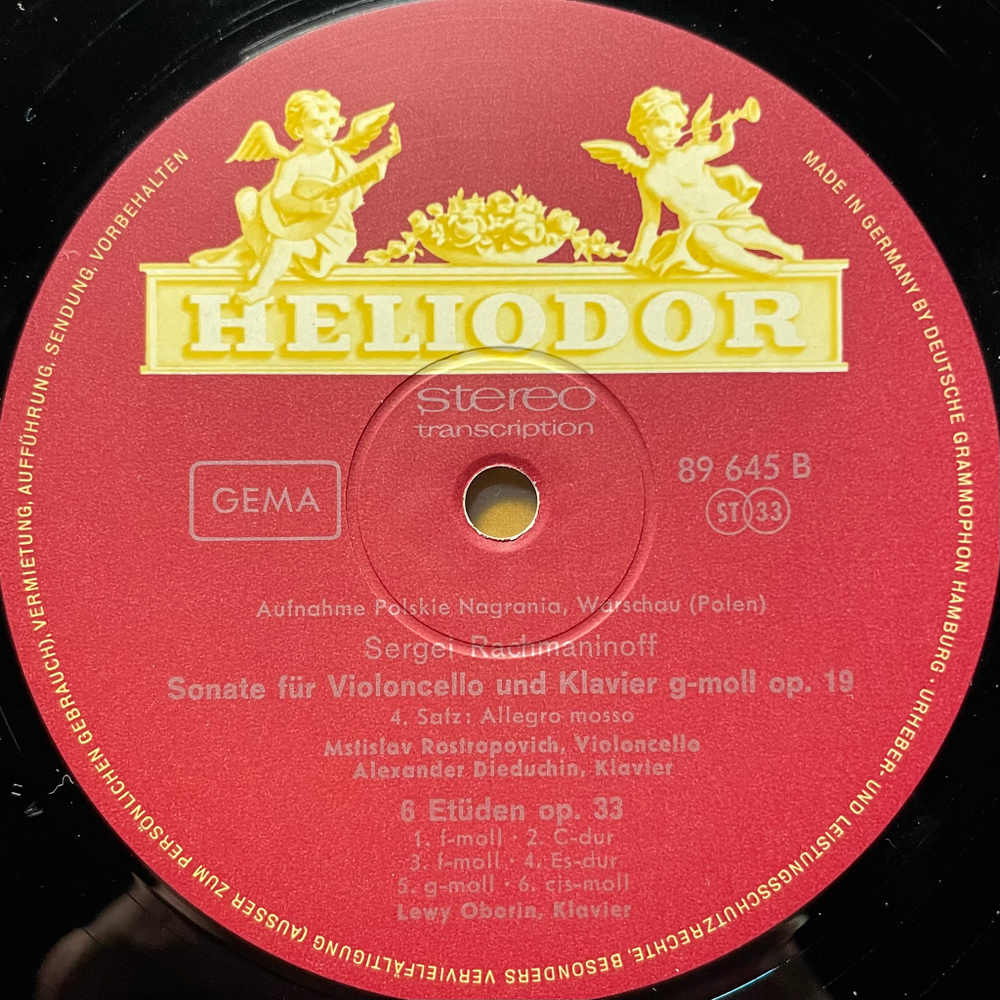 HELIODOR
stereo
transcription
GEMA
89 645 B
ST 33
Aufnahme Polskie Nagrania, Warschau (Polen)
Sergej Rachmaninoff
Sonate für Violoncello und Klavier g-moll op. 19
4. Satz: Allegro mosso
Mstislav Rostropovich, Violoncello
Alexander Dieduchin, Klavier
6 Etüden op. 33
1. f-moll · 2. C-dur
3. f-moll · 4. Es-dur
5. g-moll · 6. cis-moll
Lewy Oborin, Klavier
MADE IN GERMANY BY DEUTSCHE GRAMMOPHON HAMBURG · URHEBER- UND LEISTUNGSSCHUTZRECHTE, BESONDERS VERVIELFÄLTIGUNG (AUSSER ZUM PERSÖNLICHEN GEBRAUCH), VERMIETUNG, AUFFÜHRUNG, SENDUNG, VORBEHALTEN